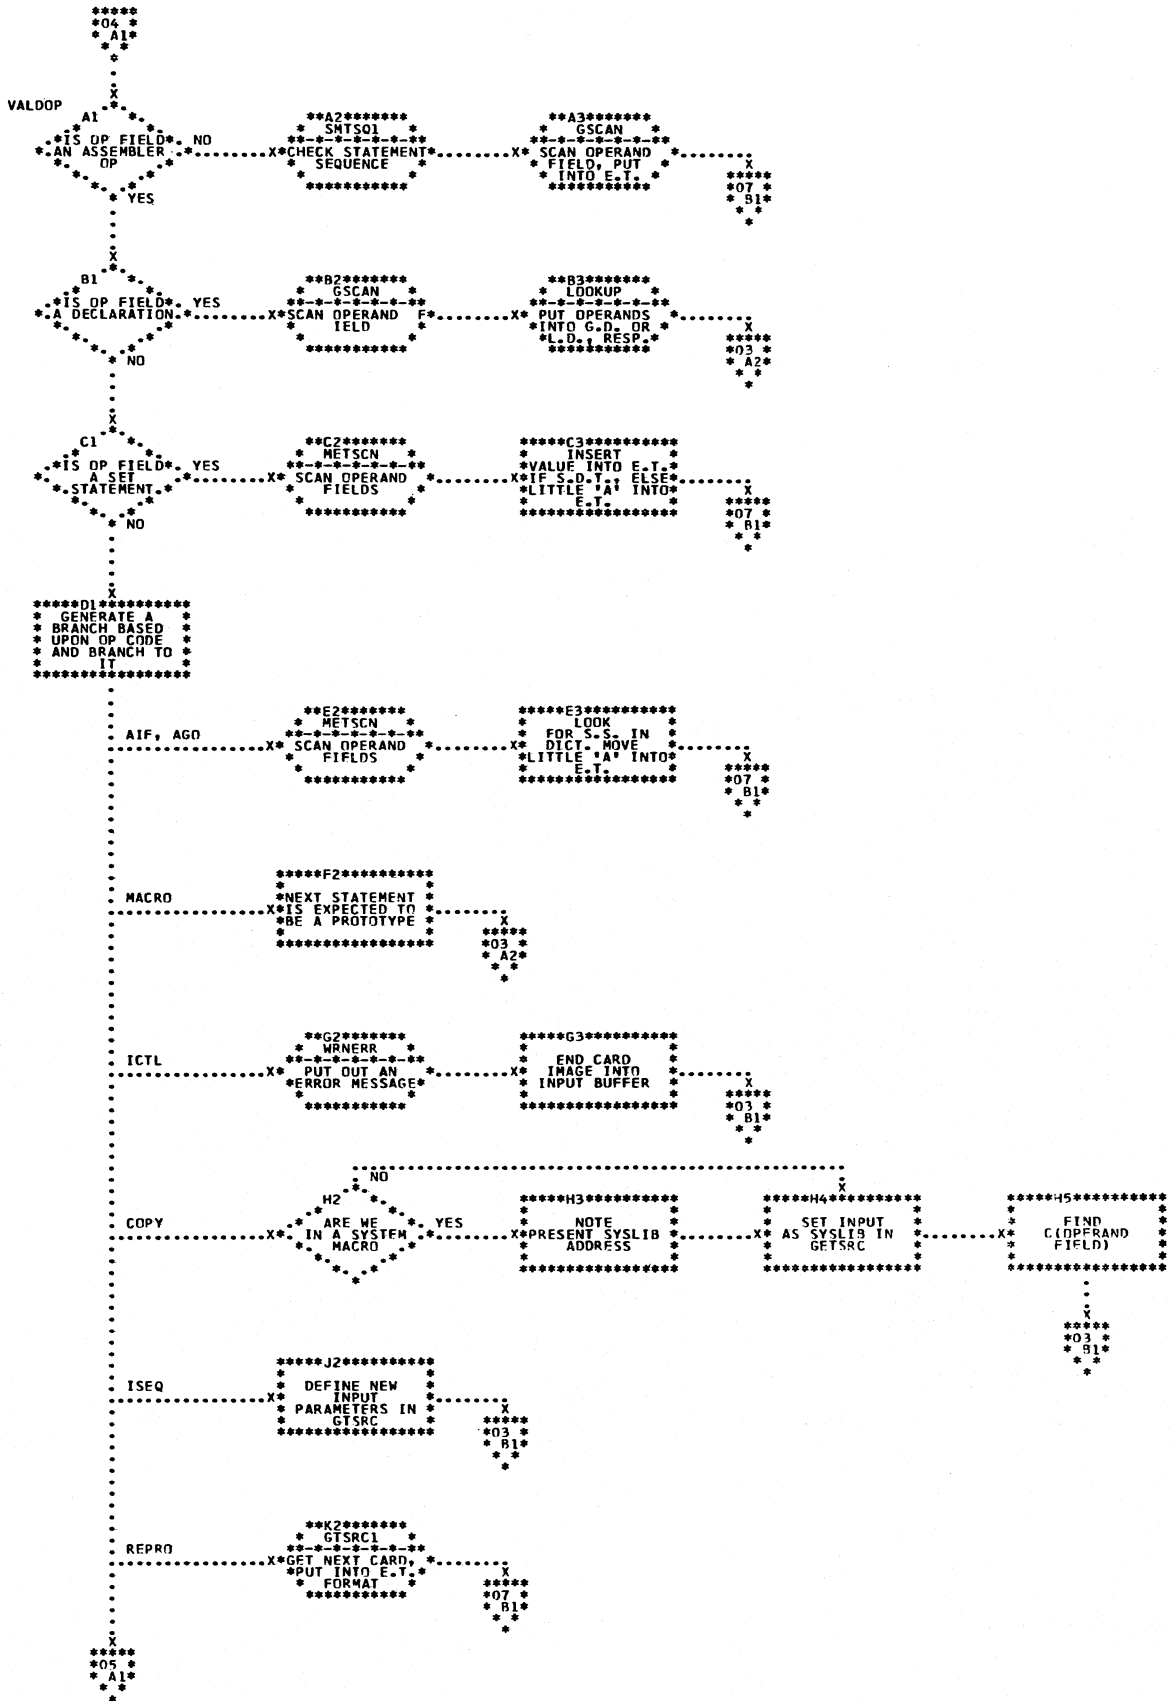 04
A1
VALDOP
A1
IS OP FIELD
AN ASSEMBLER
OP
NO
YES
A2
SMTSQ1
CHECK STATEMENT
SEQUENCE
A3
GSCAN
SCAN OPERAND
FIELD, PUT
INTO E.T.
07
B1
B1
IS OP FIELD
A DECLARATION
YES
NO
B2
GSCAN
SCAN OPERAND F
IELD
B3
LOOKUP
PUT OPERANDS
INTO G.D. OR
L.D., RESP.
03
A2
C1
IS OP FIELD
A SET
STATEMENT
YES
NO
C2
METSCN
SCAN OPERAND
FIELDS
C3
INSERT
VALUE INTO E.T.
IF S.D.T., ELSE
LITTLE 'A' INTO
E.T.
07
B1
D1
GENERATE A
BRANCH BASED
UPON OP CODE
AND BRANCH TO
IT
AIF, AGO
E2
METSCN
SCAN OPERAND
FIELDS
E3
LOOK
FOR S.S. IN
DICT. MOVE
LITTLE 'A' INTO
E.T.
07
B1
MACRO
F2
NEXT STATEMENT
IS EXPECTED TO
BE A PROTOTYPE
03
A2
ICTL
G2
WRNERR
PUT OUT AN
ERROR MESSAGE
G3
END CARD
IMAGE INTO
INPUT BUFFER
03
B1
COPY
H2
ARE WE
IN A SYSTEM
MACRO
NO
YES
H3
NOTE
PRESENT SYSLIB
ADDRESS
H4
SET INPUT
AS SYSLIB IN
GETSRC
H5
FIND
C(OPERAND
FIELD)
03
B1
ISEQ
J2
DEFINE NEW
INPUT
PARAMETERS IN
GTSRC
03
B1
REPRO
K2
GTSRC1
GET NEXT CARD,
PUT INTO E.T.
FORMAT
07
B1
05
A1